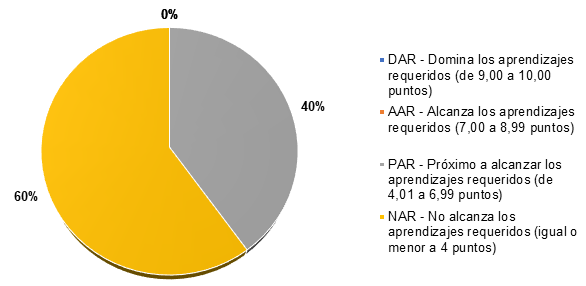 0%
40%
60%
DAR - Domina los aprendizajes
requeridos (de 9,00 a 10,00
puntos)
AAR - Alcanza los aprendizajes
requeridos (7,00 a 8,99 puntos)
PAR - Próximo a alcanzar los
aprendizajes requeridos (de
4,01 a 6,99 puntos)
NAR - No alcanza los
aprendizajes requeridos (igual o
menor a 4 puntos)